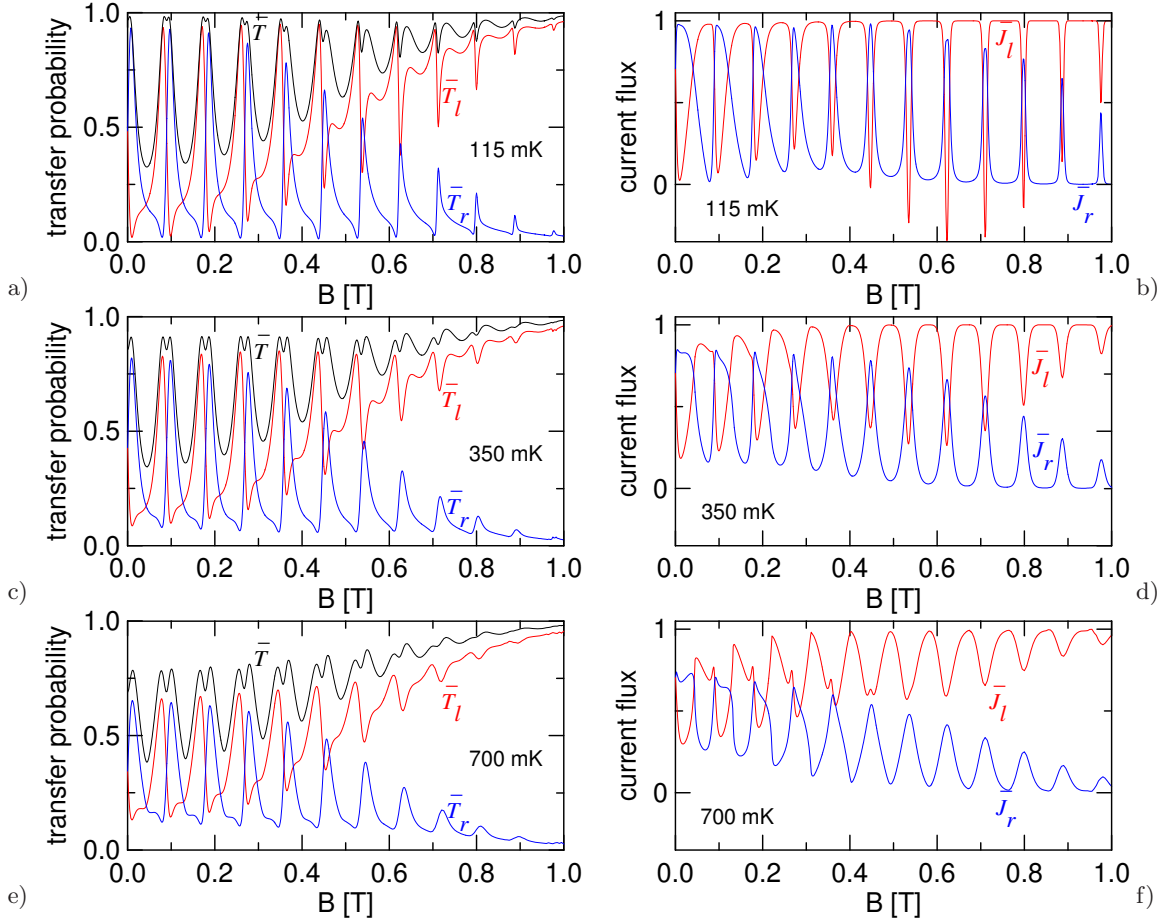 transfer probability
1.0
0.5
0.0
T̅
T̅l
T̅r
115 mK
0.0 0.2 0.4 0.6 0.8 1.0
B [T]
a)
current flux
1
0
J̅l
J̅r
115 mK
0.0 0.2 0.4 0.6 0.8 1.0
B [T]
b)
transfer probability
1.0
0.5
0.0
T̅
T̅l
T̅r
350 mK
0.0 0.2 0.4 0.6 0.8 1.0
B [T]
c)
current flux
1
0
J̅l
J̅r
350 mK
0.0 0.2 0.4 0.6 0.8 1.0
B [T]
d)
transfer probability
1.0
0.5
0.0
T̅
T̅l
T̅r
700 mK
0.0 0.2 0.4 0.6 0.8 1.0
B [T]
e)
current flux
1
0
J̅l
J̅r
700 mK
0.0 0.2 0.4 0.6 0.8 1.0
B [T]
f)